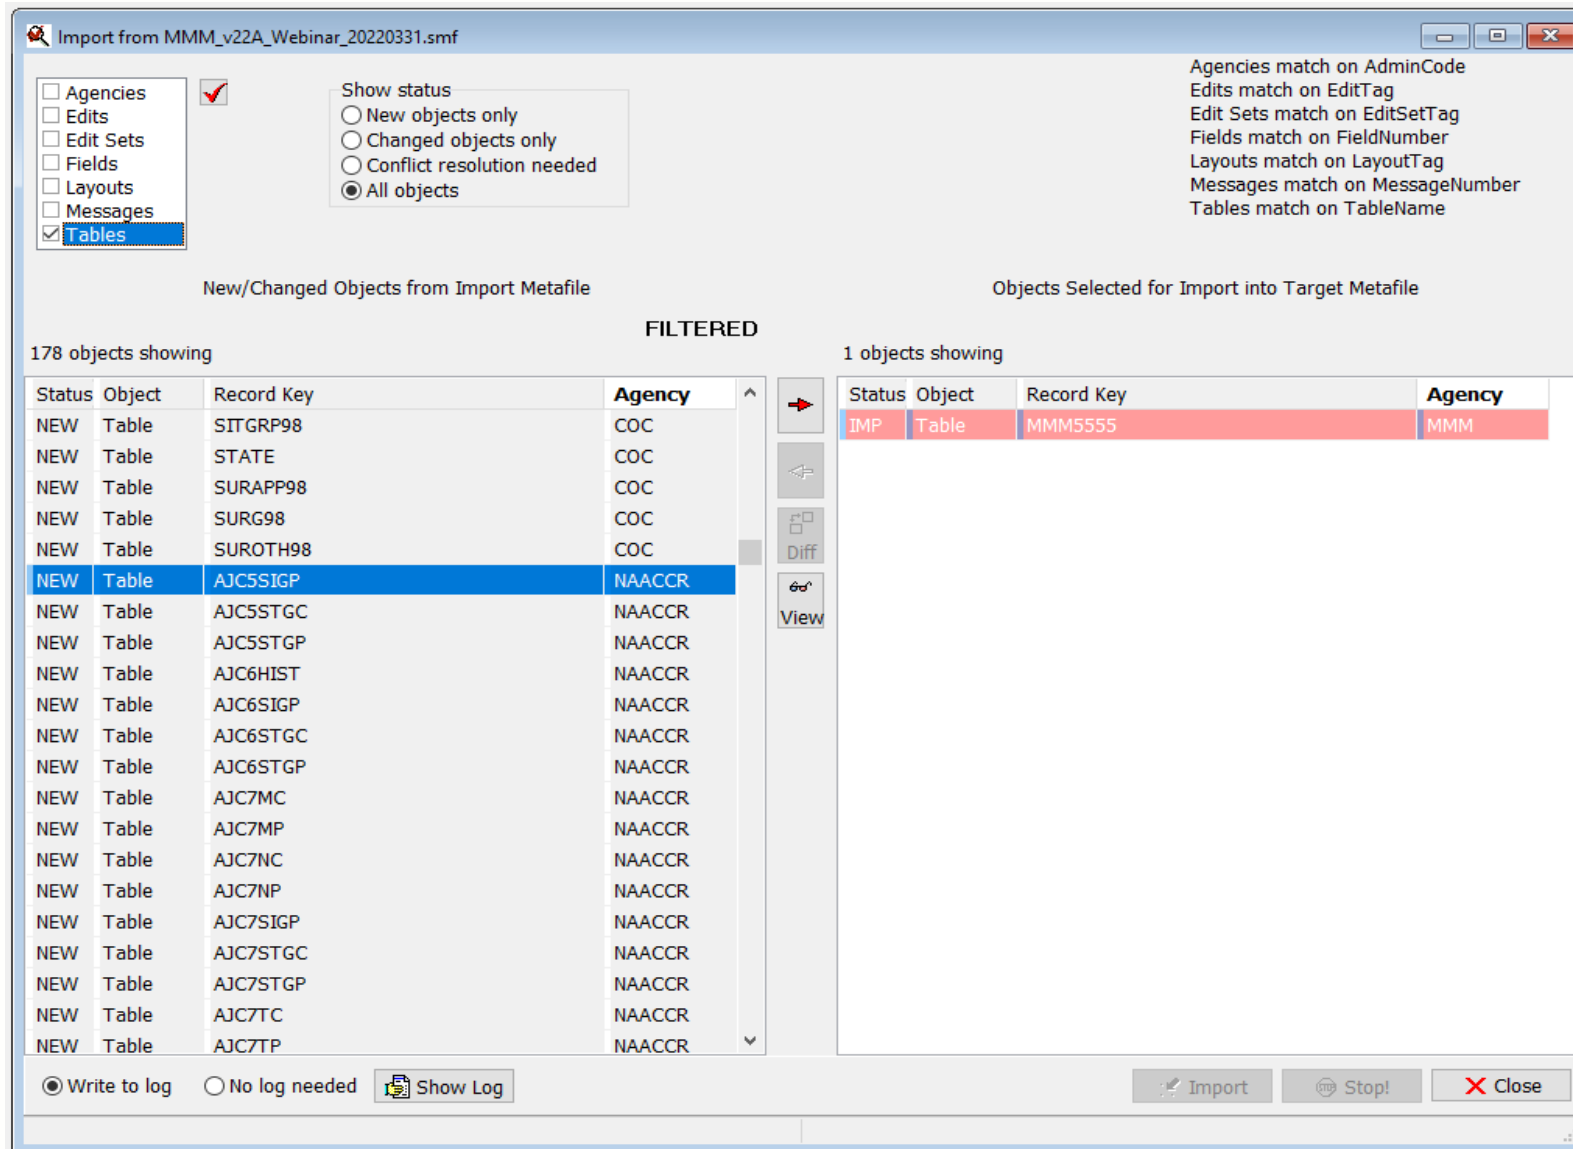 Import from MMM_v22A_Webinar_20220331.smf
Agencies
Edits
Edit Sets
Fields
Layouts
Messages
Tables
Show status
New objects only
Changed objects only
Conflict resolution needed
All objects
Agencies match on AdminCode
Edits match on EditTag
Edit Sets match on EditSetTag
Fields match on FieldNumber
Layouts match on LayoutTag
Messages match on MessageNumber
Tables match on TableName
New/Changed Objects from Import Metafile
Objects Selected for Import into Target Metafile
FILTERED
178 objects showing
1 objects showing
Status Object Record Key Agency
NEW Table SITGRP98 COC
NEW Table STATE COC
NEW Table SURAPP98 COC
NEW Table SURG98 COC
NEW Table SUROTH98 COC
NEW Table AJC5SIGP NAACCR
NEW Table AJC5STGC NAACCR
NEW Table AJC5STGP NAACCR
NEW Table AJC6HIST NAACCR
NEW Table AJC6SIGP NAACCR
NEW Table AJC6STGC NAACCR
NEW Table AJC6STGP NAACCR
NEW Table AJC7MC NAACCR
NEW Table AJC7MP NAACCR
NEW Table AJC7NC NAACCR
NEW Table AJC7NP NAACCR
NEW Table AJC7SIGP NAACCR
NEW Table AJC7STGC NAACCR
NEW Table AJC7STGP NAACCR
NEW Table AJC7TC NAACCR
NEW Table AJC7TP NAACCR
Diff
View
Status Object Record Key Agency
IMP Table MMM5555 MMM
Write to log
No log needed
Show Log
Import
STOP Stop!
Close